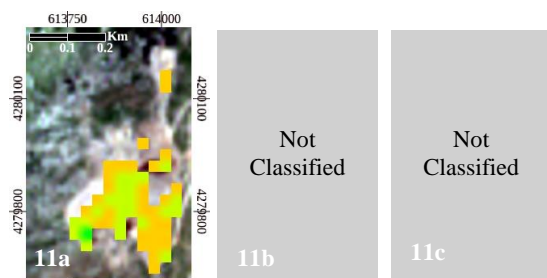 613750 614000
Km
0 0.1 0.2
4280100
4280100
Not
Classified
Not
Classified
4279800
4279800
11a
11b
11c